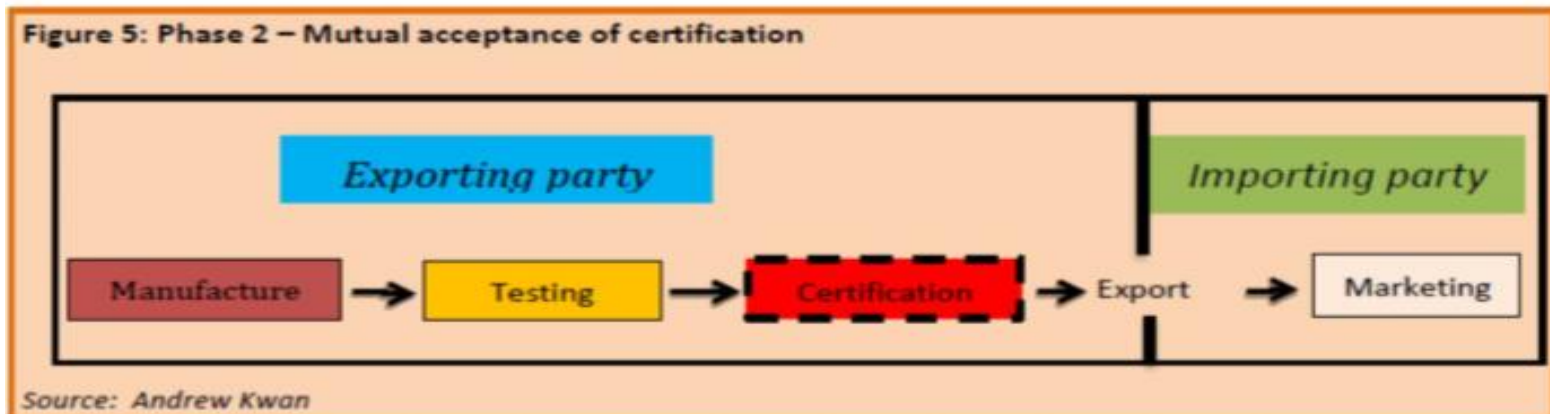 Figure 5: Phase 2 – Mutual acceptance of certification
Exporting party
Importing party
Manufacture
Testing
Certification
Export
Marketing
Source: Andrew Kwan